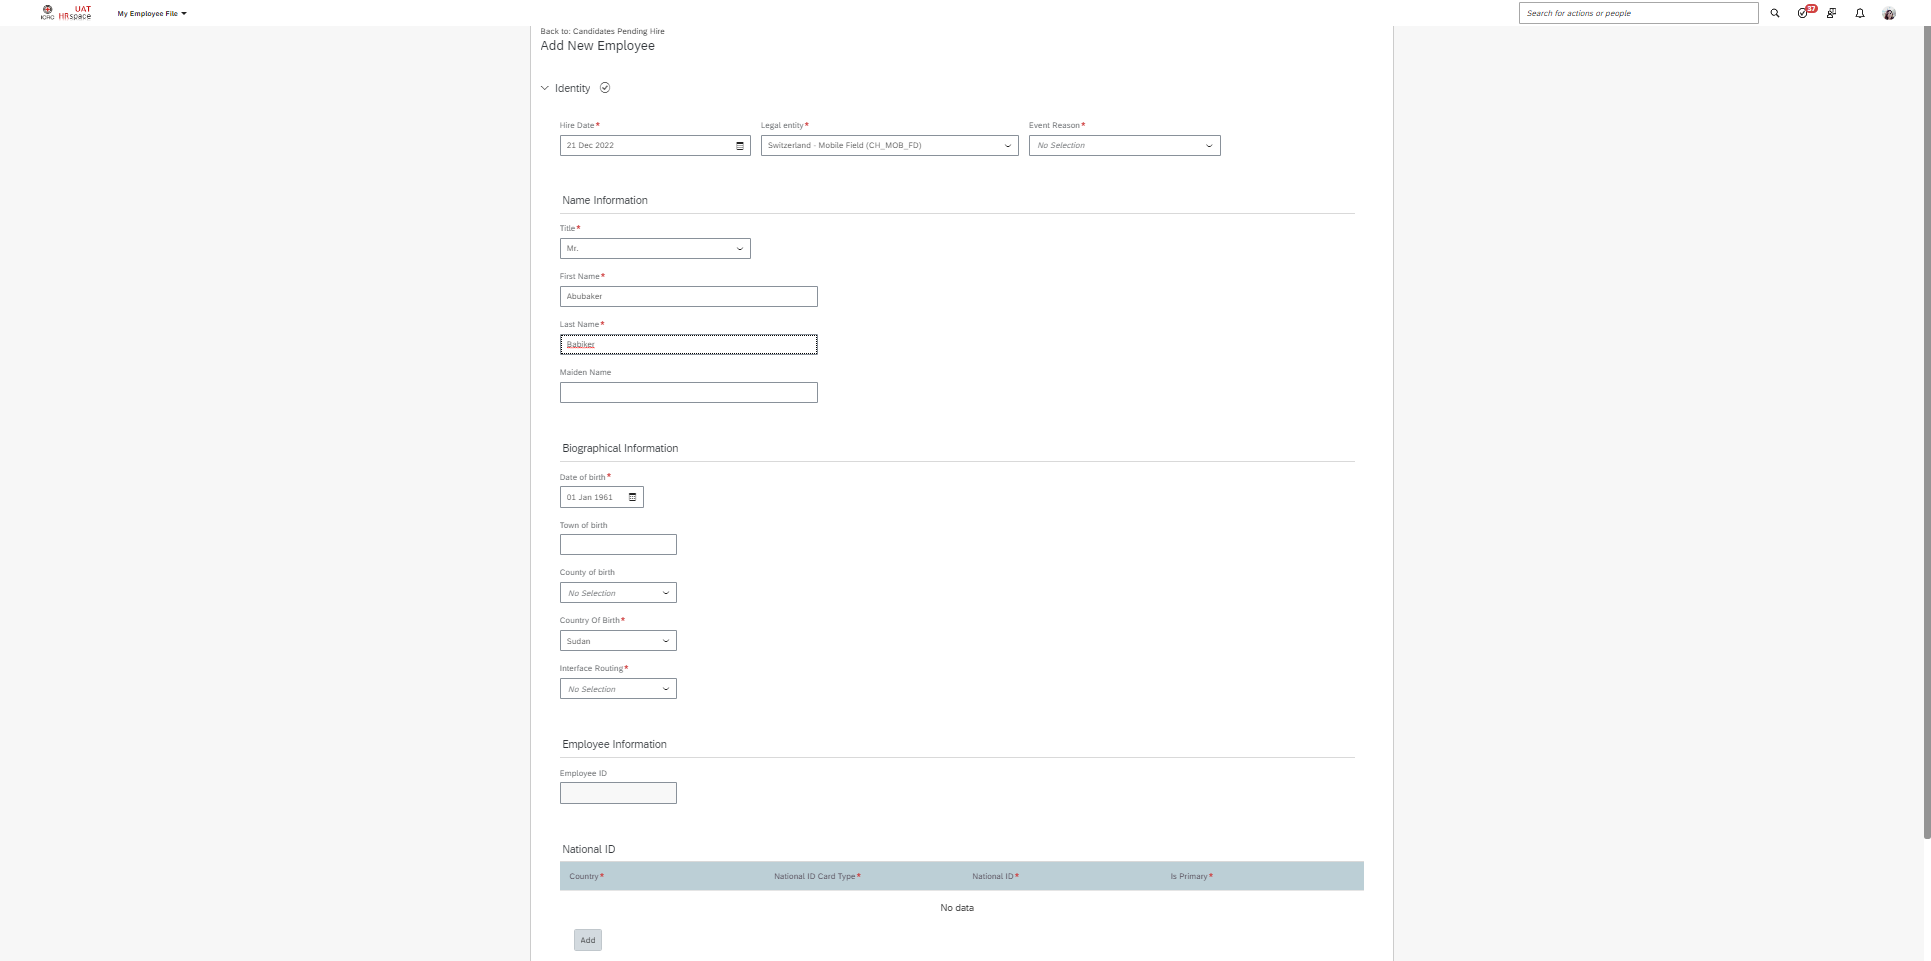 ICRC
UAT
HRspace
My Employee File
Search for actions or people
37
Back to: Candidates Pending Hire
Add New Employee
Identity
Hire Date* Legal entity* Event Reason*
21 Dec 2022 Switzerland - Mobile Field (CH_MOB_FD) No Selection
Name Information
Title*
Mr.
First Name*
Abubaker
Last Name*
Babiker
Maiden Name
Biographical Information
Date of birth*
01 Jan 1961
Town of birth
County of birth
No Selection
Country Of Birth*
Sudan
Interface Routing*
No Selection
Employee Information
Employee ID
National ID
Country* National ID Card Type* National ID* Is Primary*
No data
Add